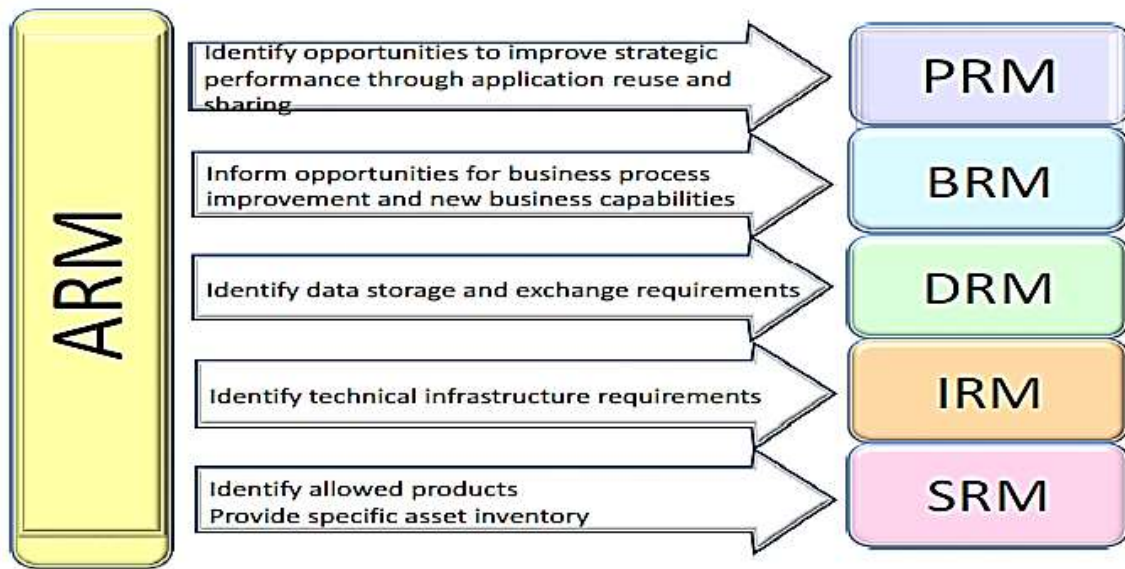 ARM
Identify opportunities to improve strategic
performance through application reuse and
sharing
PRM
Inform opportunities for business process
improvement and new business capabilities
BRM
Identify data storage and exchange requirements
DRM
Identify technical infrastructure requirements
IRM
Identify allowed products
Provide specific asset inventory
SRM